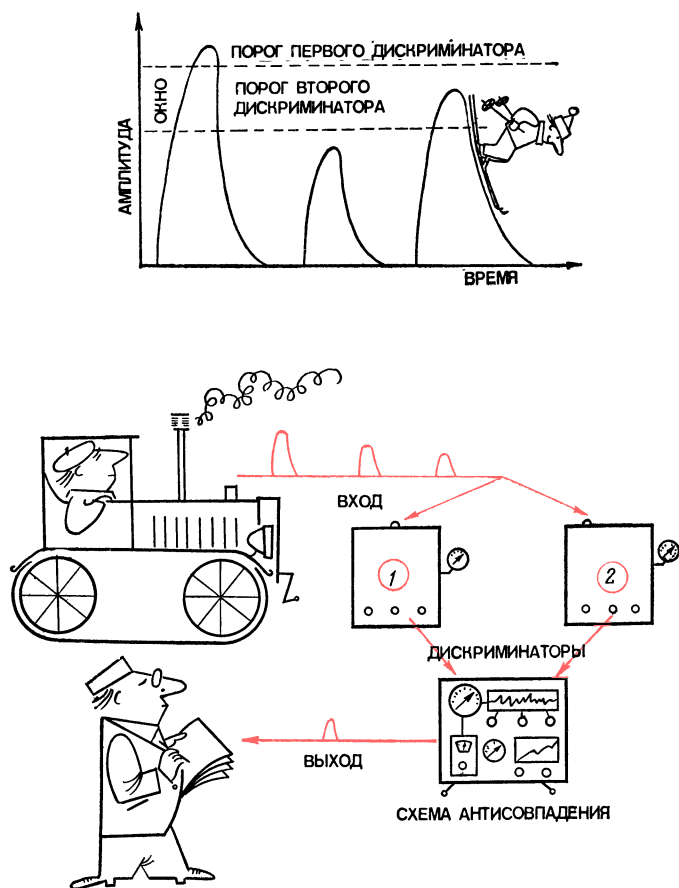 ПОРОГ ПЕРВОГО ДИСКРИМИНАТОРА
ОКНО
ПОРОГ ВТОРОГО
ДИСКРИМИНАТОРА
АМПЛИТУДА
ВРЕМЯ
ВХОД
1
2
ДИСКРИМИНАТОРЫ
ВЫХОД
СХЕМА АНТИСОВПАДЕНИЯ